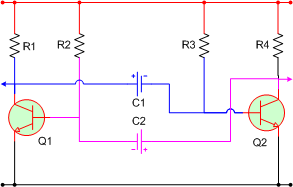 R1 R2 R3 R4
+ -
C1
C2
Q1 - + Q2